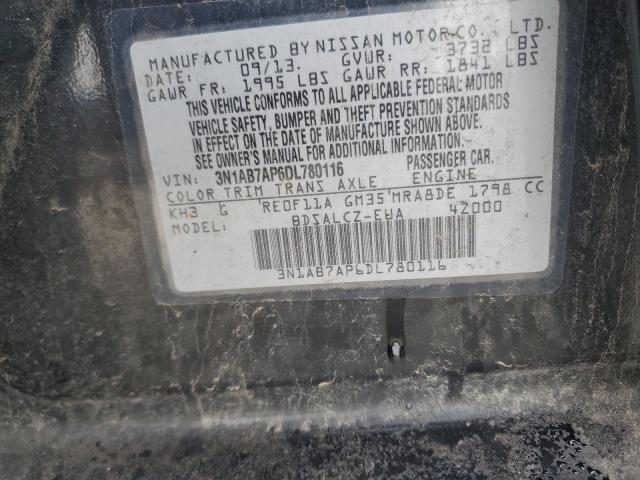 MANUFACTURED BY NISSAN MOTOR CO., LTD.
DATE: 09/13. GVWR: 3732 LBS
GAWR FR: 1995 LBS GAWR RR: 1841 LBS
THIS VEHICLE CONFORMS TO ALL APPLICABLE FEDERAL MOTOR
VEHICLE SAFETY, BUMPER AND THEFT PREVENTION STANDARDS
IN EFFECT ON THE DATE OF MANUFACTURE SHOWN ABOVE.
SEE OWNER'S MANUAL FOR ADDITIONAL INFORMATION
VIN: 3N1AB7AP6DL780116 PASSENGER CAR.
COLOR TRIM TRANS AXLE ENGINE
KH3 G RE0F11A GM35 MRA8DE 1798 CC
BDSALCZ-EUA 4Z000
3N1AB7AP6DL780116